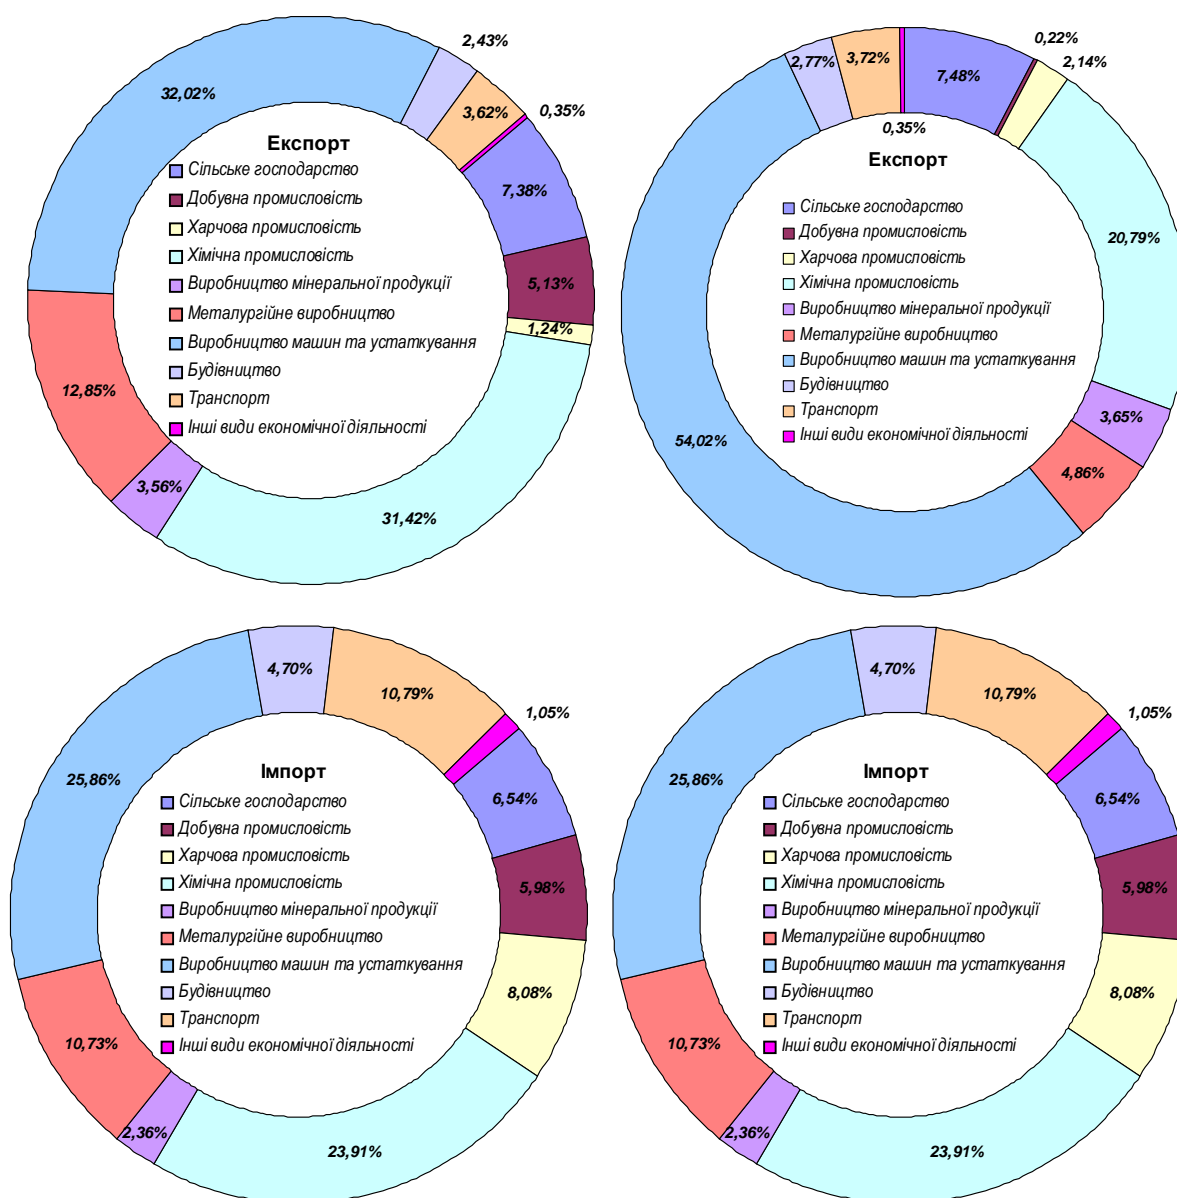 2,43%
32,02%
3,62%
0,35%
Експорт
Сільське господарство
7,38%
Добувна промисловість
Харчова промисловість
Хімічна промисловість
Виробництво мінеральної продукції
5,13%
Металургійне виробництво
1,24%
Виробництво машин та устаткування
Будівництво
12,85%
Транспорт
Інші види економічної діяльності
3,56%
31,42%
0,22%
2,77%
3,72%
7,48%
2,14%
0,35%
Експорт
Сільське господарство
Добувна промисловість
20,79%
Харчова промисловість
Хімічна промисловість
Виробництво мінеральної продукції
Металургійне виробництво
Виробництво машин та устаткування
Будівництво
Транспорт
3,65%
Інші види економічної діяльності
54,02%
4,86%
4,70%
10,79%
1,05%
25,86%
Імпорт
6,54%
Сільське господарство
Добувна промисловість
Харчова промисловість
5,98%
Хімічна промисловість
Виробництво мінеральної продукції
Металургійне виробництво
Виробництво машин та устаткування
8,08%
Будівництво
Транспорт
10,73%
Інші види економічної діяльності
2,36%
23,91%
4,70%
10,79%
1,05%
25,86%
Імпорт
6,54%
Сільське господарство
Добувна промисловість
Харчова промисловість
5,98%
Хімічна промисловість
Виробництво мінеральної продукції
Металургійне виробництво
Виробництво машин та устаткування
8,08%
Будівництво
Транспорт
10,73%
Інші види економічної діяльності
2,36%
23,91%